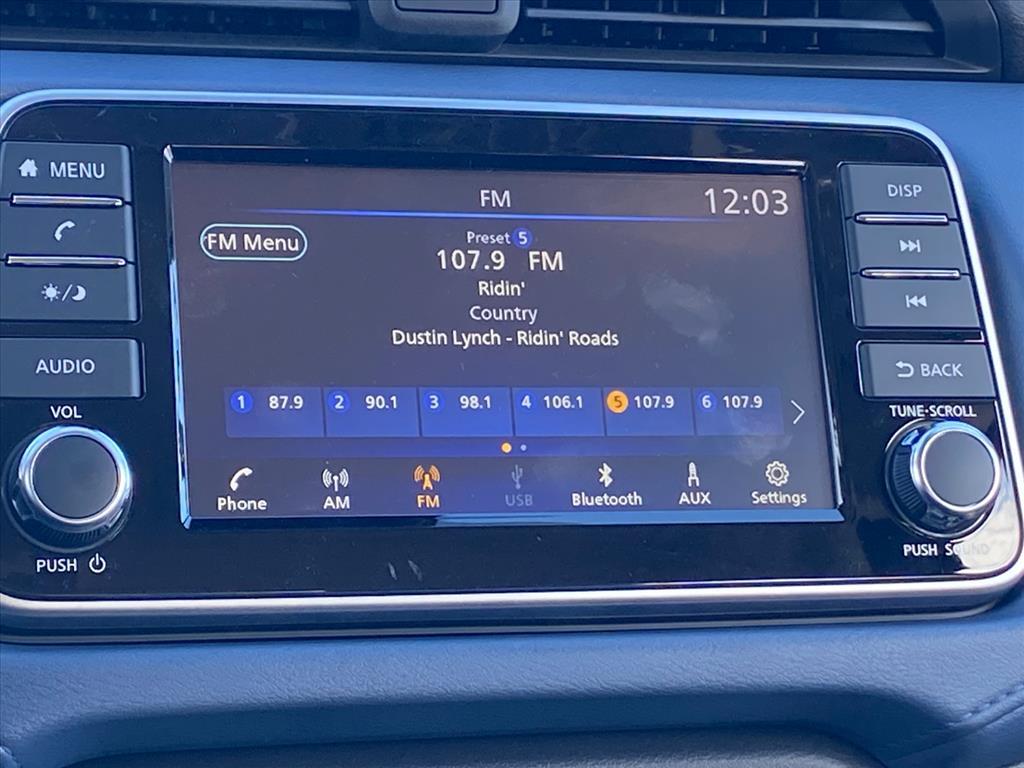 MENU
AUDIO
VOL
PUSH
FM
12:03
FM Menu
Preset 5
107.9 FM
Ridin'
Country
Dustin Lynch - Ridin' Roads
1 87.9 2 90.1 3 98.1 4 106.1 5 107.9 6 107.9
Phone AM FM USB Bluetooth AUX Settings
DISP
BACK
TUNE·SCROLL
PUSH SOUND